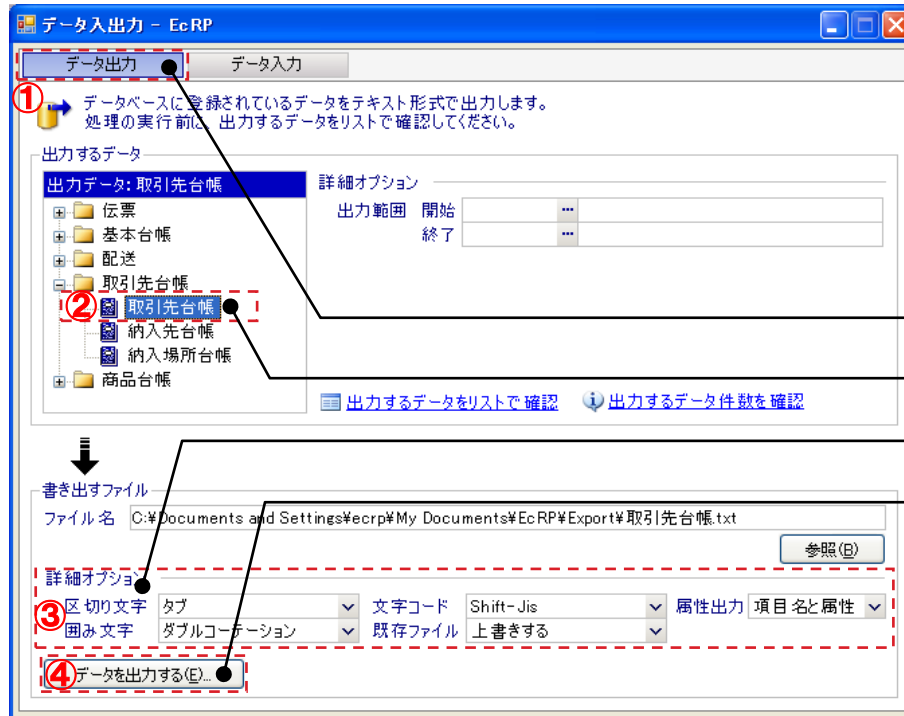 データ入出力 - EcRP
データ出力 データ入力
①
データベースに登録されているデータをテキスト形式で出力します。
処理の実行前に、出力するデータをリストで確認してください。
出力するデータ
出力データ: 取引先台帳
伝票
基本台帳
配送
取引先台帳
② 取引先台帳
納入先台帳
納入場所台帳
商品台帳
詳細オプション
出力範囲 開始 ...
終了 ...
出力するデータをリストで確認 出力するデータ件数を確認
書き出すファイル
ファイル名 C:¥Documents and Settings¥ecrp¥My Documents¥EcRP¥Export¥取引先台帳.txt
参照(B)
詳細オプション
③
区切り文字 タブ 文字コード Shift-Jis 属性出力 項目名と属性
囲み文字 ダブルコーテーション 既存ファイル 上書きする
④ データを出力する(E)...